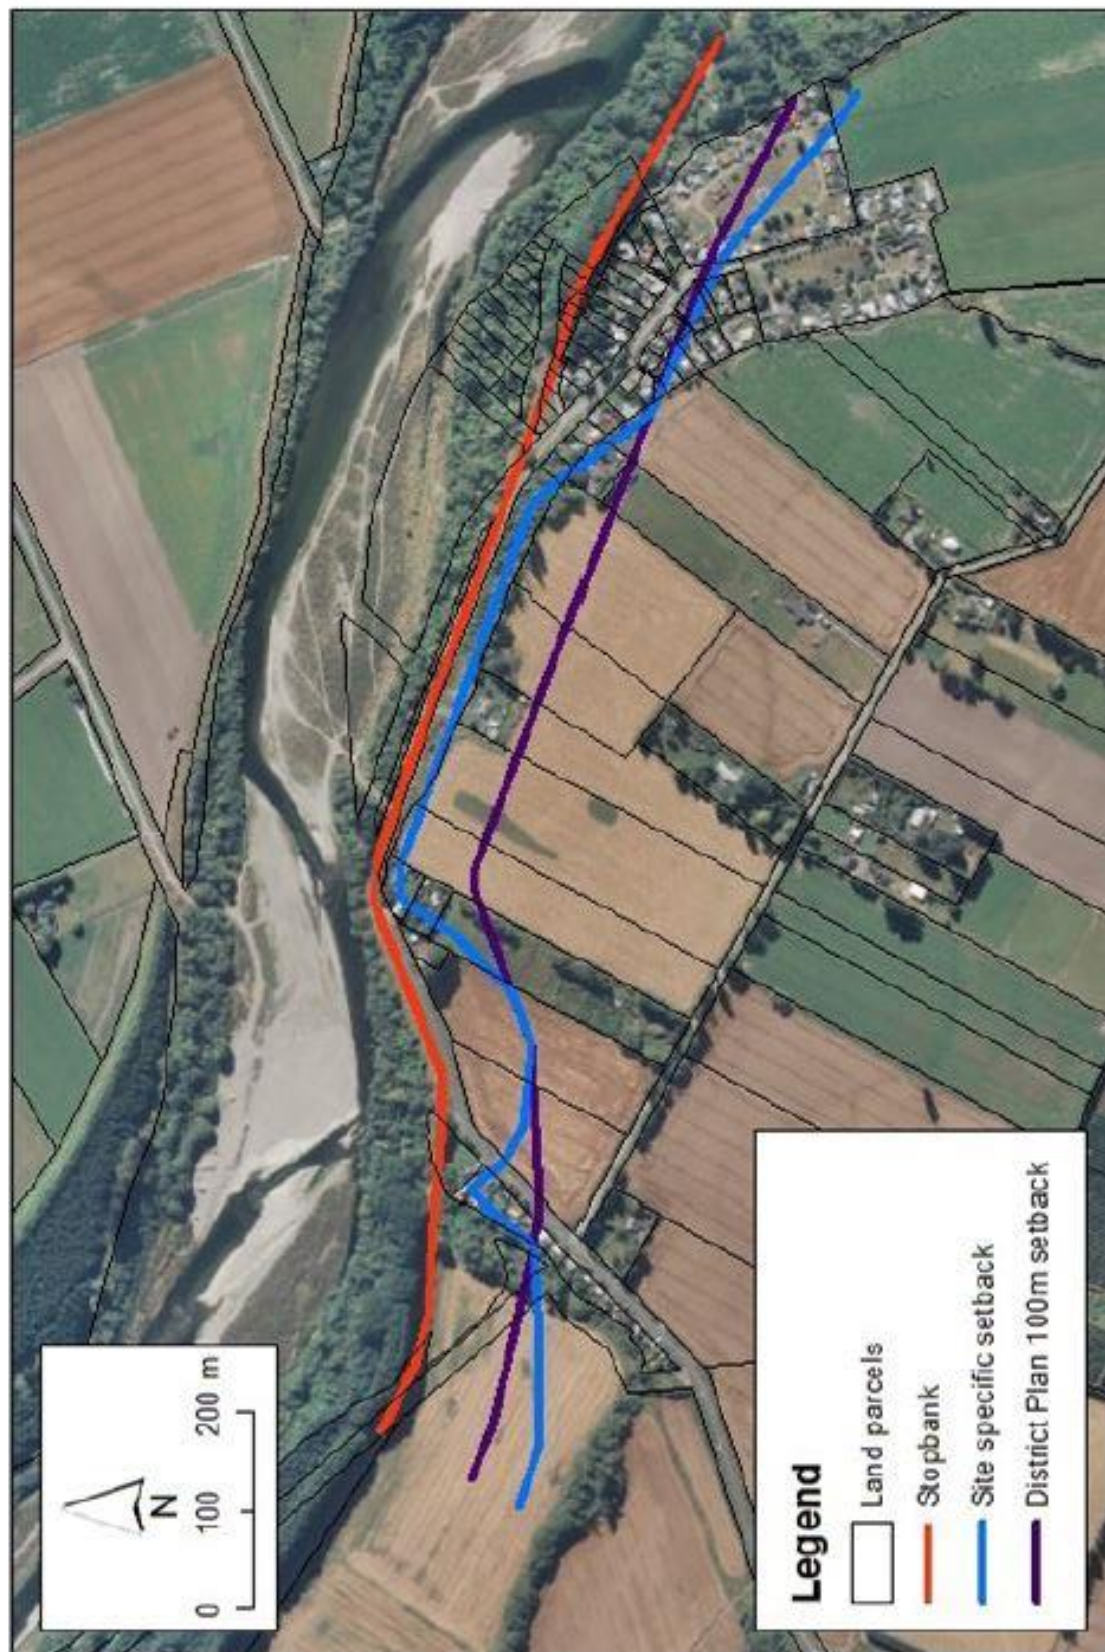 N
0 100 200 m
Legend
Land parcels
Stopbank
Site specific setback
District Plan 100m setback